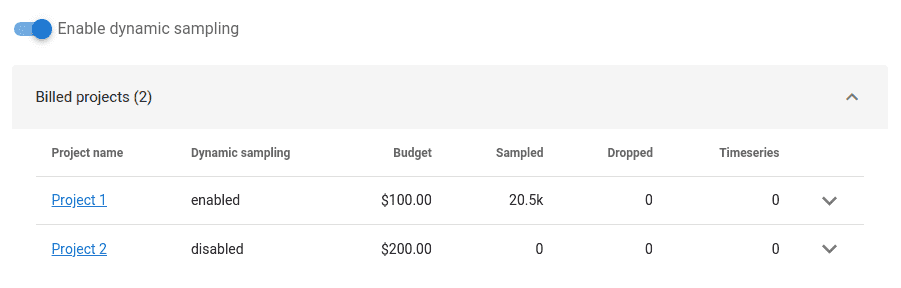 Enable dynamic sampling
Billed projects (2)
Project name Dynamic sampling Budget Sampled Dropped Timeseries
Project 1 enabled $100.00 20.5k 0 0
Project 2 disabled $200.00 0 0 0